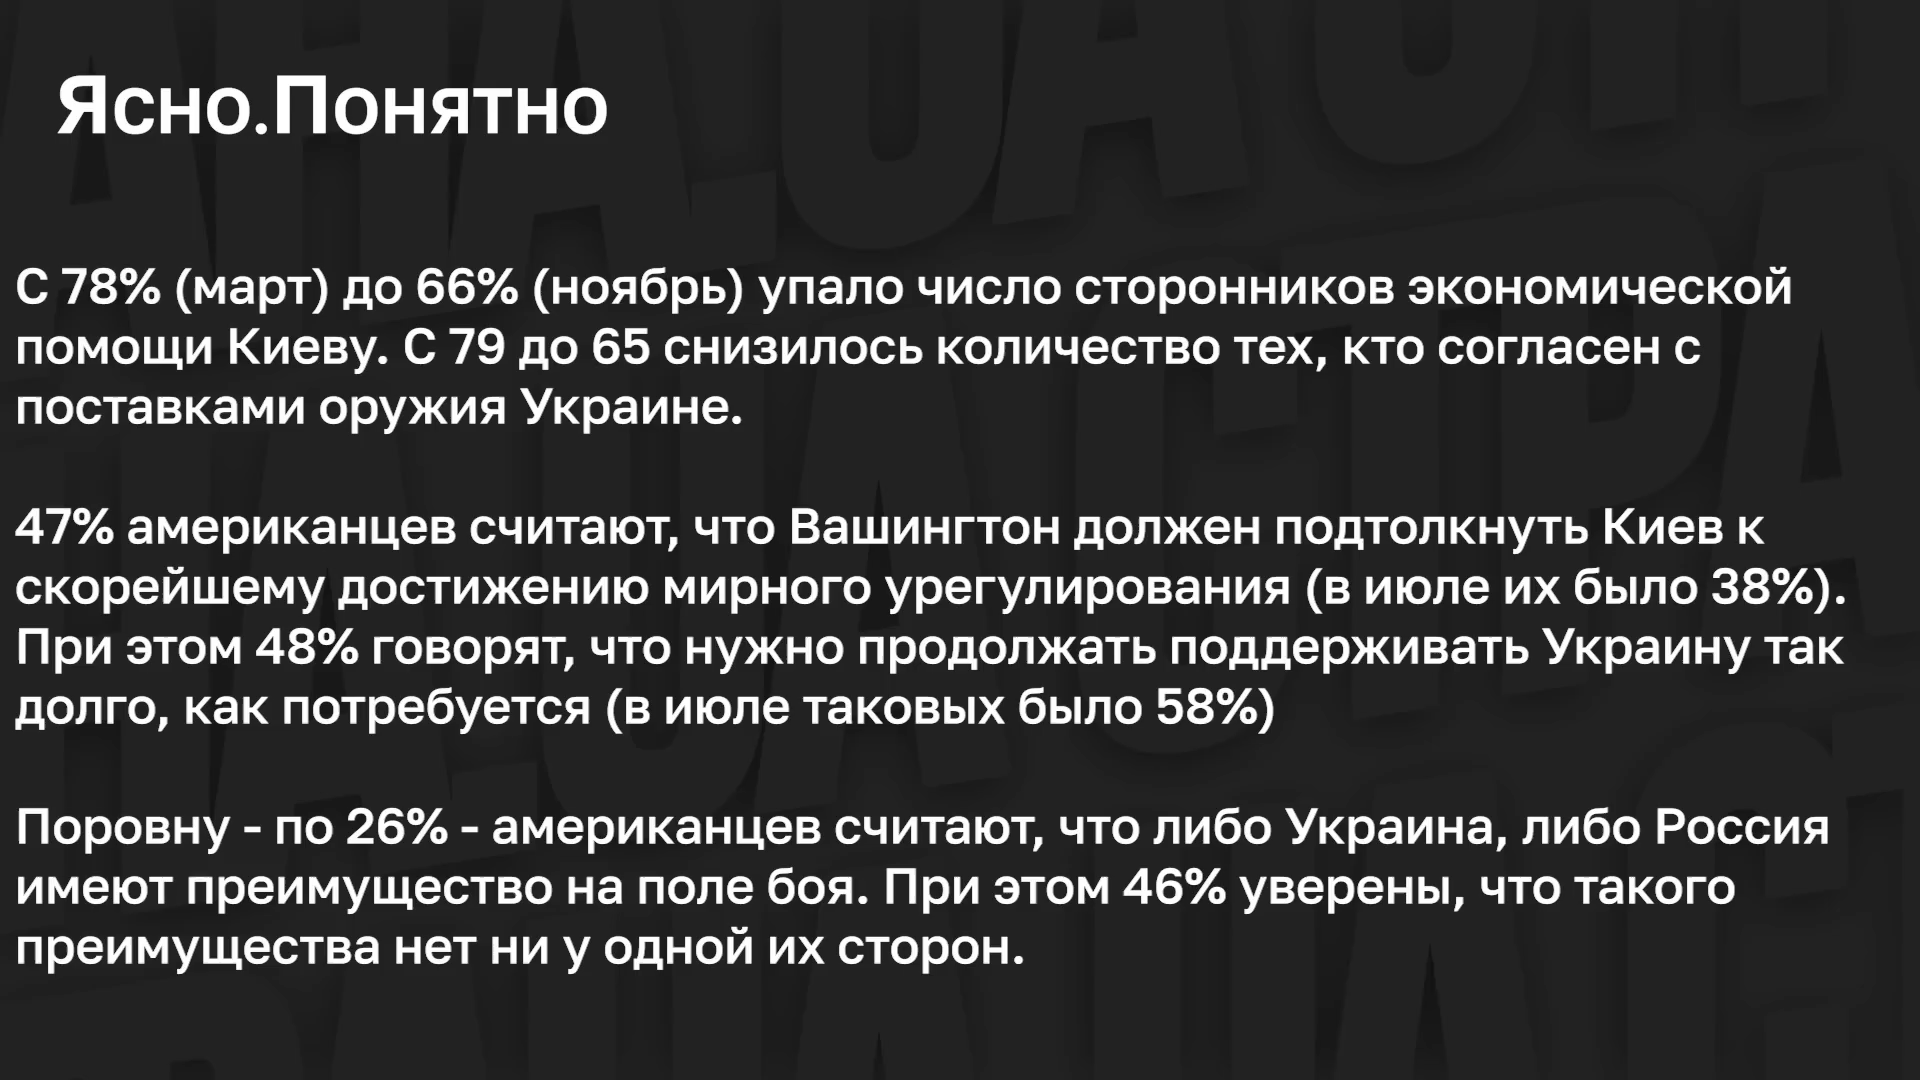 Ясно.Понятно
С 78% (март) до 66% (ноябрь) упало число сторонников экономической
помощи Киеву. С 79 до 65 снизилось количество тех, кто согласен с
поставками оружия Украине.
47% американцев считают, что Вашингтон должен подтолкнуть Киев к
скорейшему достижению мирного урегулирования (в июле их было 38%).
При этом 48% говорят, что нужно продолжать поддерживать Украину так
долго, как потребуется (в июле таковых было 58%)
Поровну - по 26% - американцев считают, что либо Украина, либо Россия
имеют преимущество на поле боя. При этом 46% уверены, что такого
преимущества нет ни у одной их сторон.